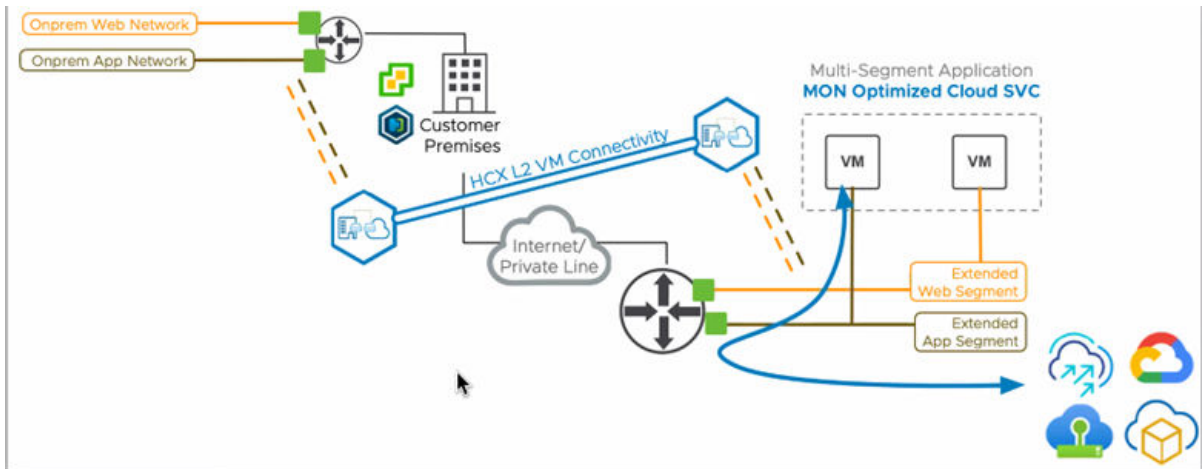 Onprem Web Network
Onprem App Network
Customer
Premises
HCX L2 VM Connectivity
Internet/
Private Line
Multi-Segment Application
MON Optimized Cloud SVC
VM
VM
Extended
Web Segment
Extended
App Segment